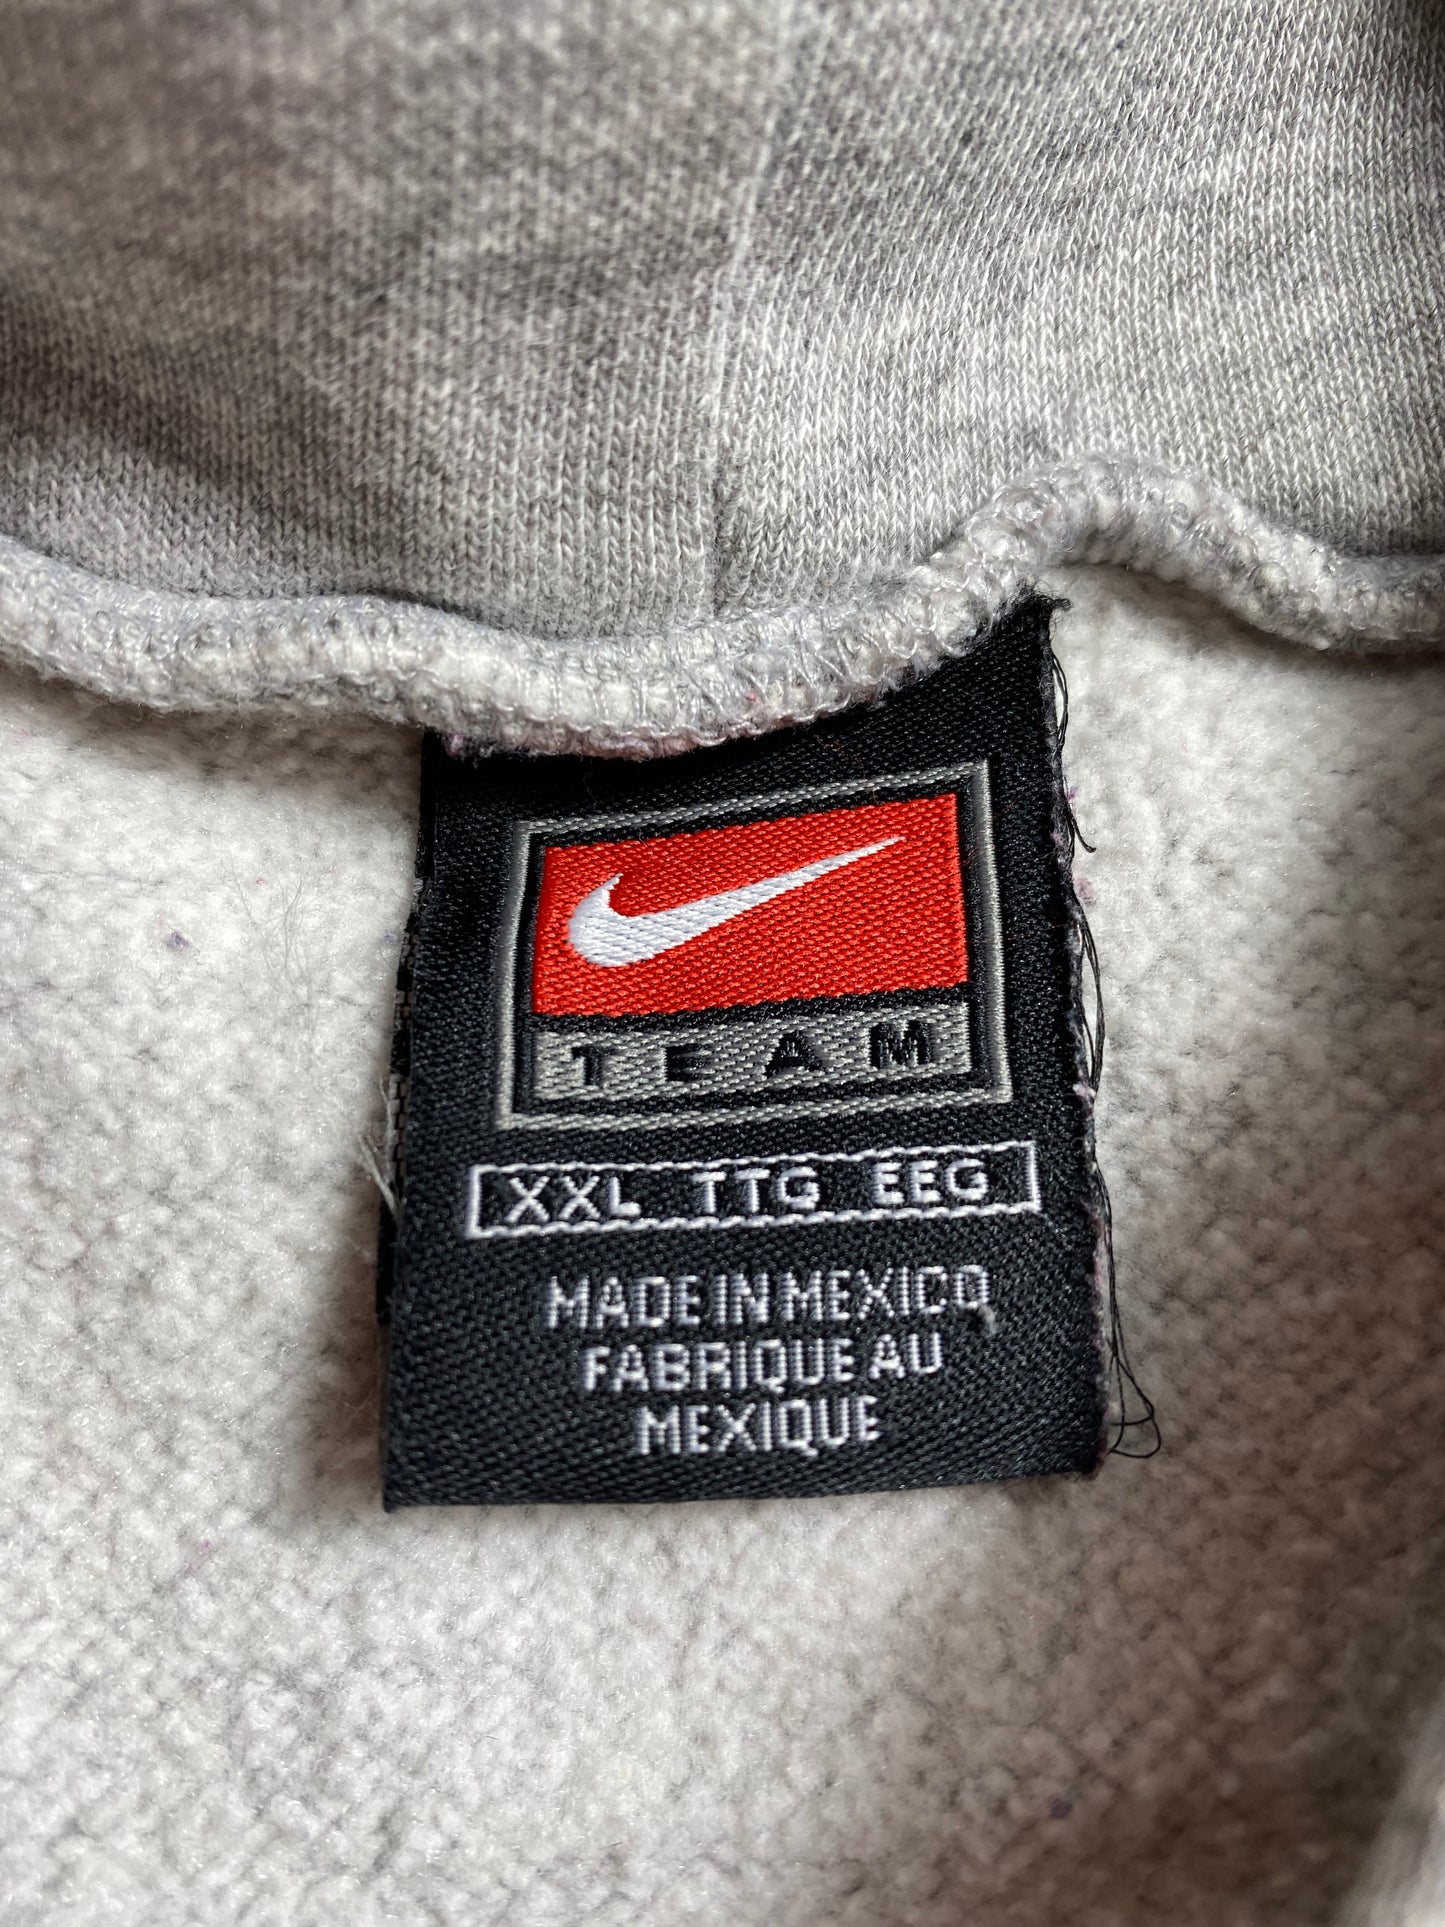 TEAM
XXL TTG EEG
MADE IN MEXICO
FABRIQUE AU
MEXIQUE